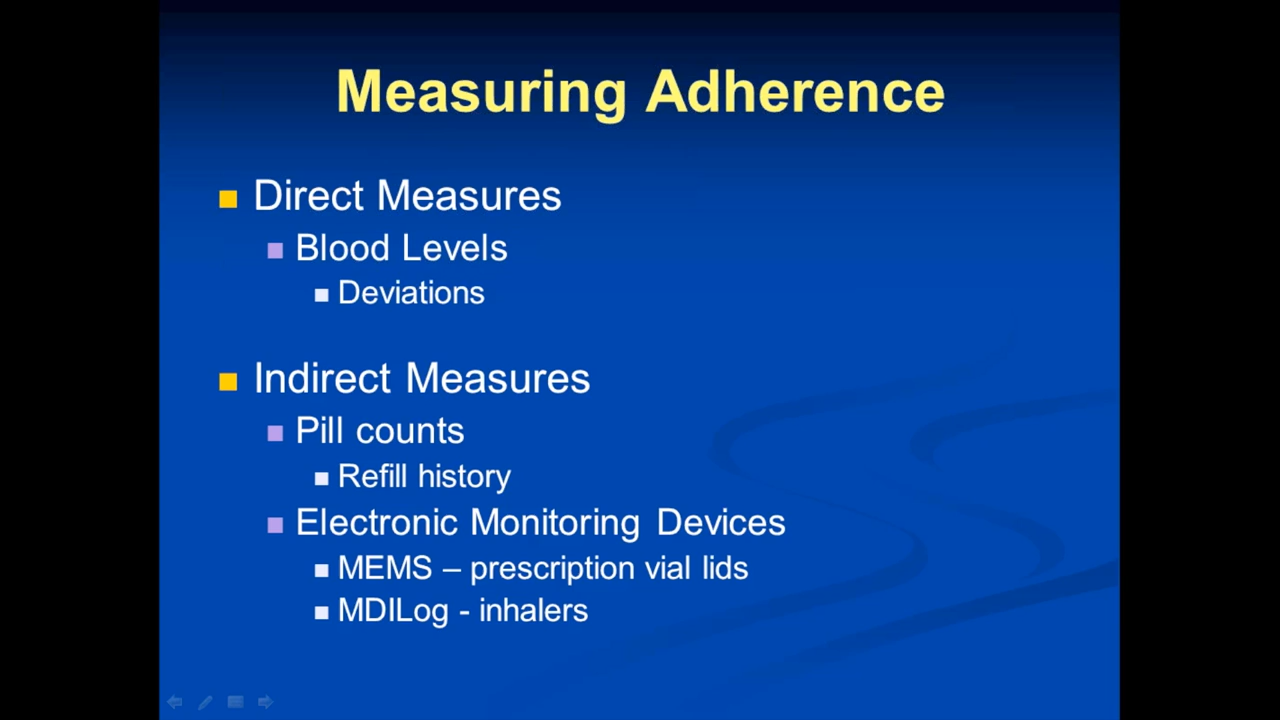 Measuring Adherence
Direct Measures
Blood Levels
Deviations
Indirect Measures
Pill counts
Refill history
Electronic Monitoring Devices
MEMS – prescription vial lids
MDILog - inhalers